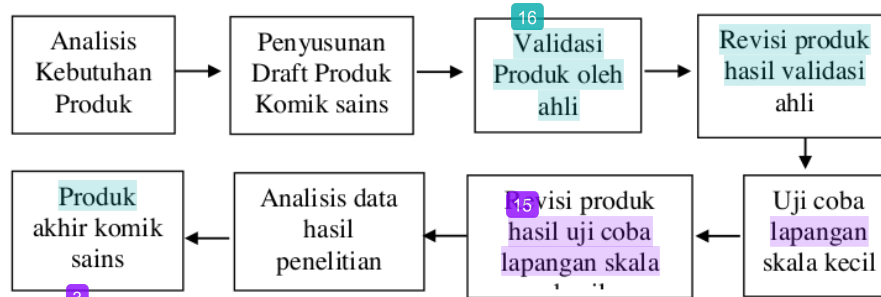 Analisis
Kebutuhan
Produk
Penyusunan
Draft Produk
Komik sains
16
Validasi
Produk oleh
ahli
Revisi produk
hasil validasi
ahli
Uji coba
lapangan
skala kecil
15
Revisi produk
hasil uji coba
lapangan skala
Analisis data
hasil
penelitian
Produk
akhir komik
sains